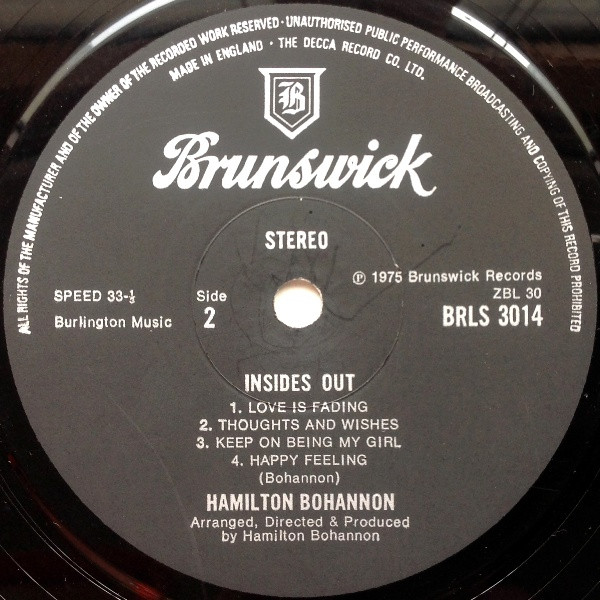 ALL RIGHTS OF THE MANUFACTURER AND OF THE OWNER OF THE RECORDED WORK RESERVED · UNAUTHORISED PUBLIC PERFORMANCE BROADCASTING AND COPYING OF THIS RECORD PROHIBITED
MADE IN ENGLAND · THE DECCA RECORD CO. LTD.
B
Brunswick
STEREO
℗ 1975 Brunswick Records
SPEED 33-⅓ Side ZBL 30
Burlington Music 2 BRLS 3014
INSIDES OUT
1. LOVE IS FADING
2. THOUGHTS AND WISHES
3. KEEP ON BEING MY GIRL
4. HAPPY FEELING
(Bohannon)
HAMILTON BOHANNON
Arranged, Directed & Produced
by Hamilton Bohannon